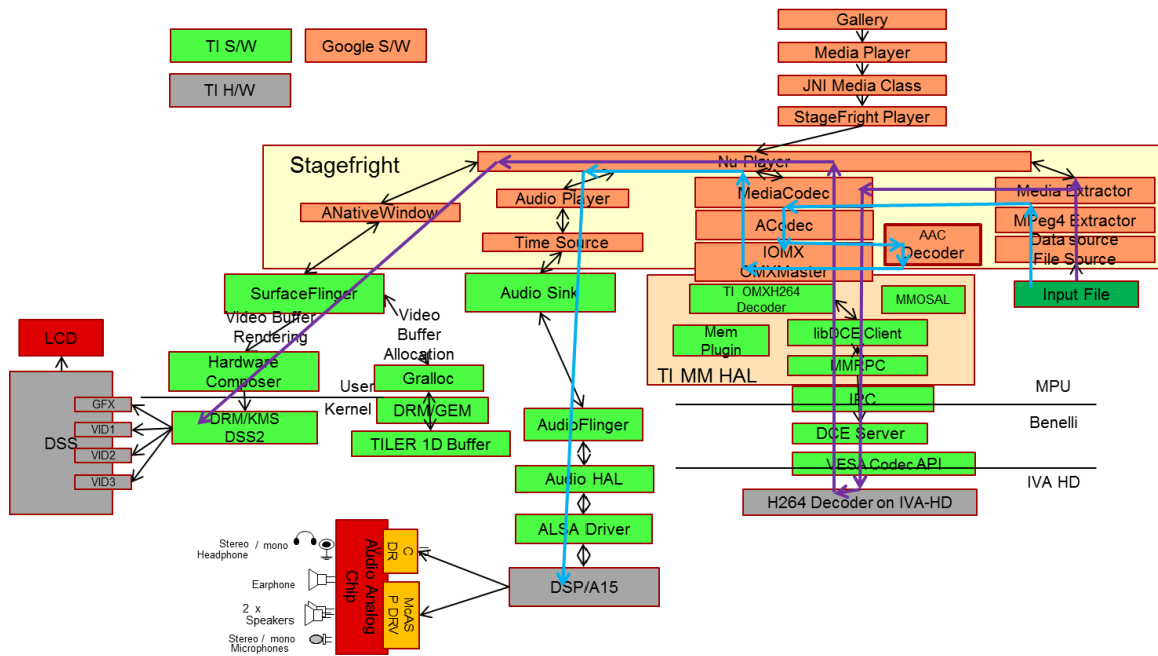 Gallery
TI S/W
Google S/W
Media Player
TI H/W
JNI Media Class
StageFright Player
Stagefright
Nu Player
Audio Player
MediaCodec
Media Extractor
ANativeWindow
ACodec
MPeg4 Extractor
Time Source
IOMX
OMXMaster
AAC
Decoder
Data source
File Source
SurfaceFlinger
Audio Sink
TI OMXH264
Decoder
MMOSAL
Input File
Video Buffer
Rendering
Video
Buffer
Allocation
LCD
Mem
Plugin
libDCE Client
Hardware
Composer
Gralloc
MMRPC
TI MM HAL
User
Kernel
MPU
IPC
Benelli
GFX
DSS
VID1
VID2
VID3
DRM/KMS
DSS2
DRM/GEM
TILER 1D Buffer
AudioFlinger
DCE Server
VESA Codec API
IVA HD
Audio HAL
H264 Decoder on IVA-HD
ALSA Driver
DSP/A15
Stereo / mono
Headphone
Earphone
2 x
Speakers
Stereo / mono
Microphones
Audio Analog
Chip
C
DR
McAS
P DRV